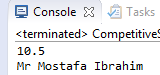 Console Tasks
<terminated> CompetitiveS
10.5
Mr Mostafa Ibrahim